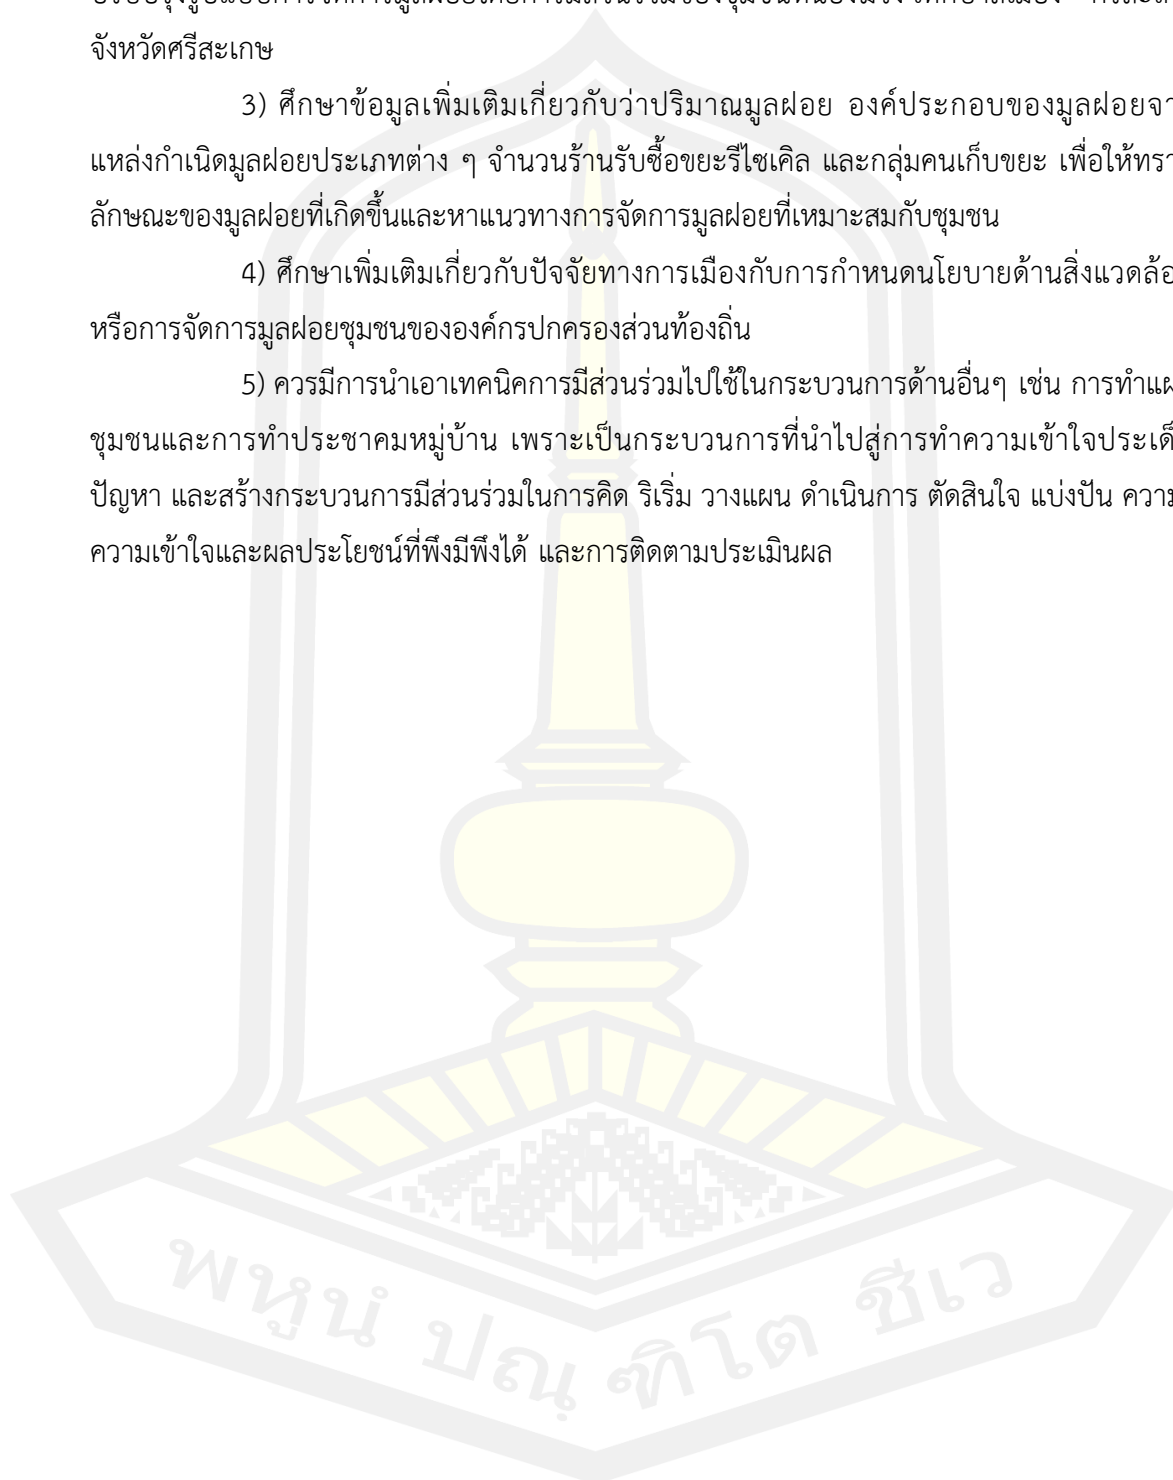 จังหวัดศรีสะเกษ
3) ศึกษาข้อมูลเพิ่มเติมเกี่ยวกับว่าปริมาณมูลฝอย องค์ประกอบของมูลฝอยจา
แหล่งกำเนิดมูลฝอยประเภทต่าง ๆ จำนวนร้านรับซื้อขยะรีไซเคิล และกลุ่มคนเก็บขยะ เพื่อให้ทรา
ลักษณะของมูลฝอยที่เกิดขึ้นและหาแนวทางการจัดการมูลฝอยที่เหมาะสมกับชุมชน
4) ศึกษาเพิ่มเติมเกี่ยวกับปัจจัยทางการเมืองกับการกำหนดนโยบายด้านสิ่งแวดล้อ
หรือการจัดการมูลฝอยชุมชนขององค์กรปกครองส่วนท้องถิ่น
5) ควรมีการนำเอาเทคนิคการมีส่วนร่วมไปใช้ในกระบวนการด้านอื่นๆ เช่น การทำแผ
ชุมชนและการทำประชาคมหมู่บ้าน เพราะเป็นกระบวนการที่นำไปสู่การทำความเข้าใจประเด็
ปัญหา และสร้างกระบวนการมีส่วนร่วมในการคิด ริเริ่ม วางแผน ดำเนินการ ตัดสินใจ แบ่งปัน ความ
ความเข้าใจและผลประโยชน์ที่พึงมีพึงได้ และการติดตามประเมินผล
พหูนํ ปณฺฑิโต ชีเว